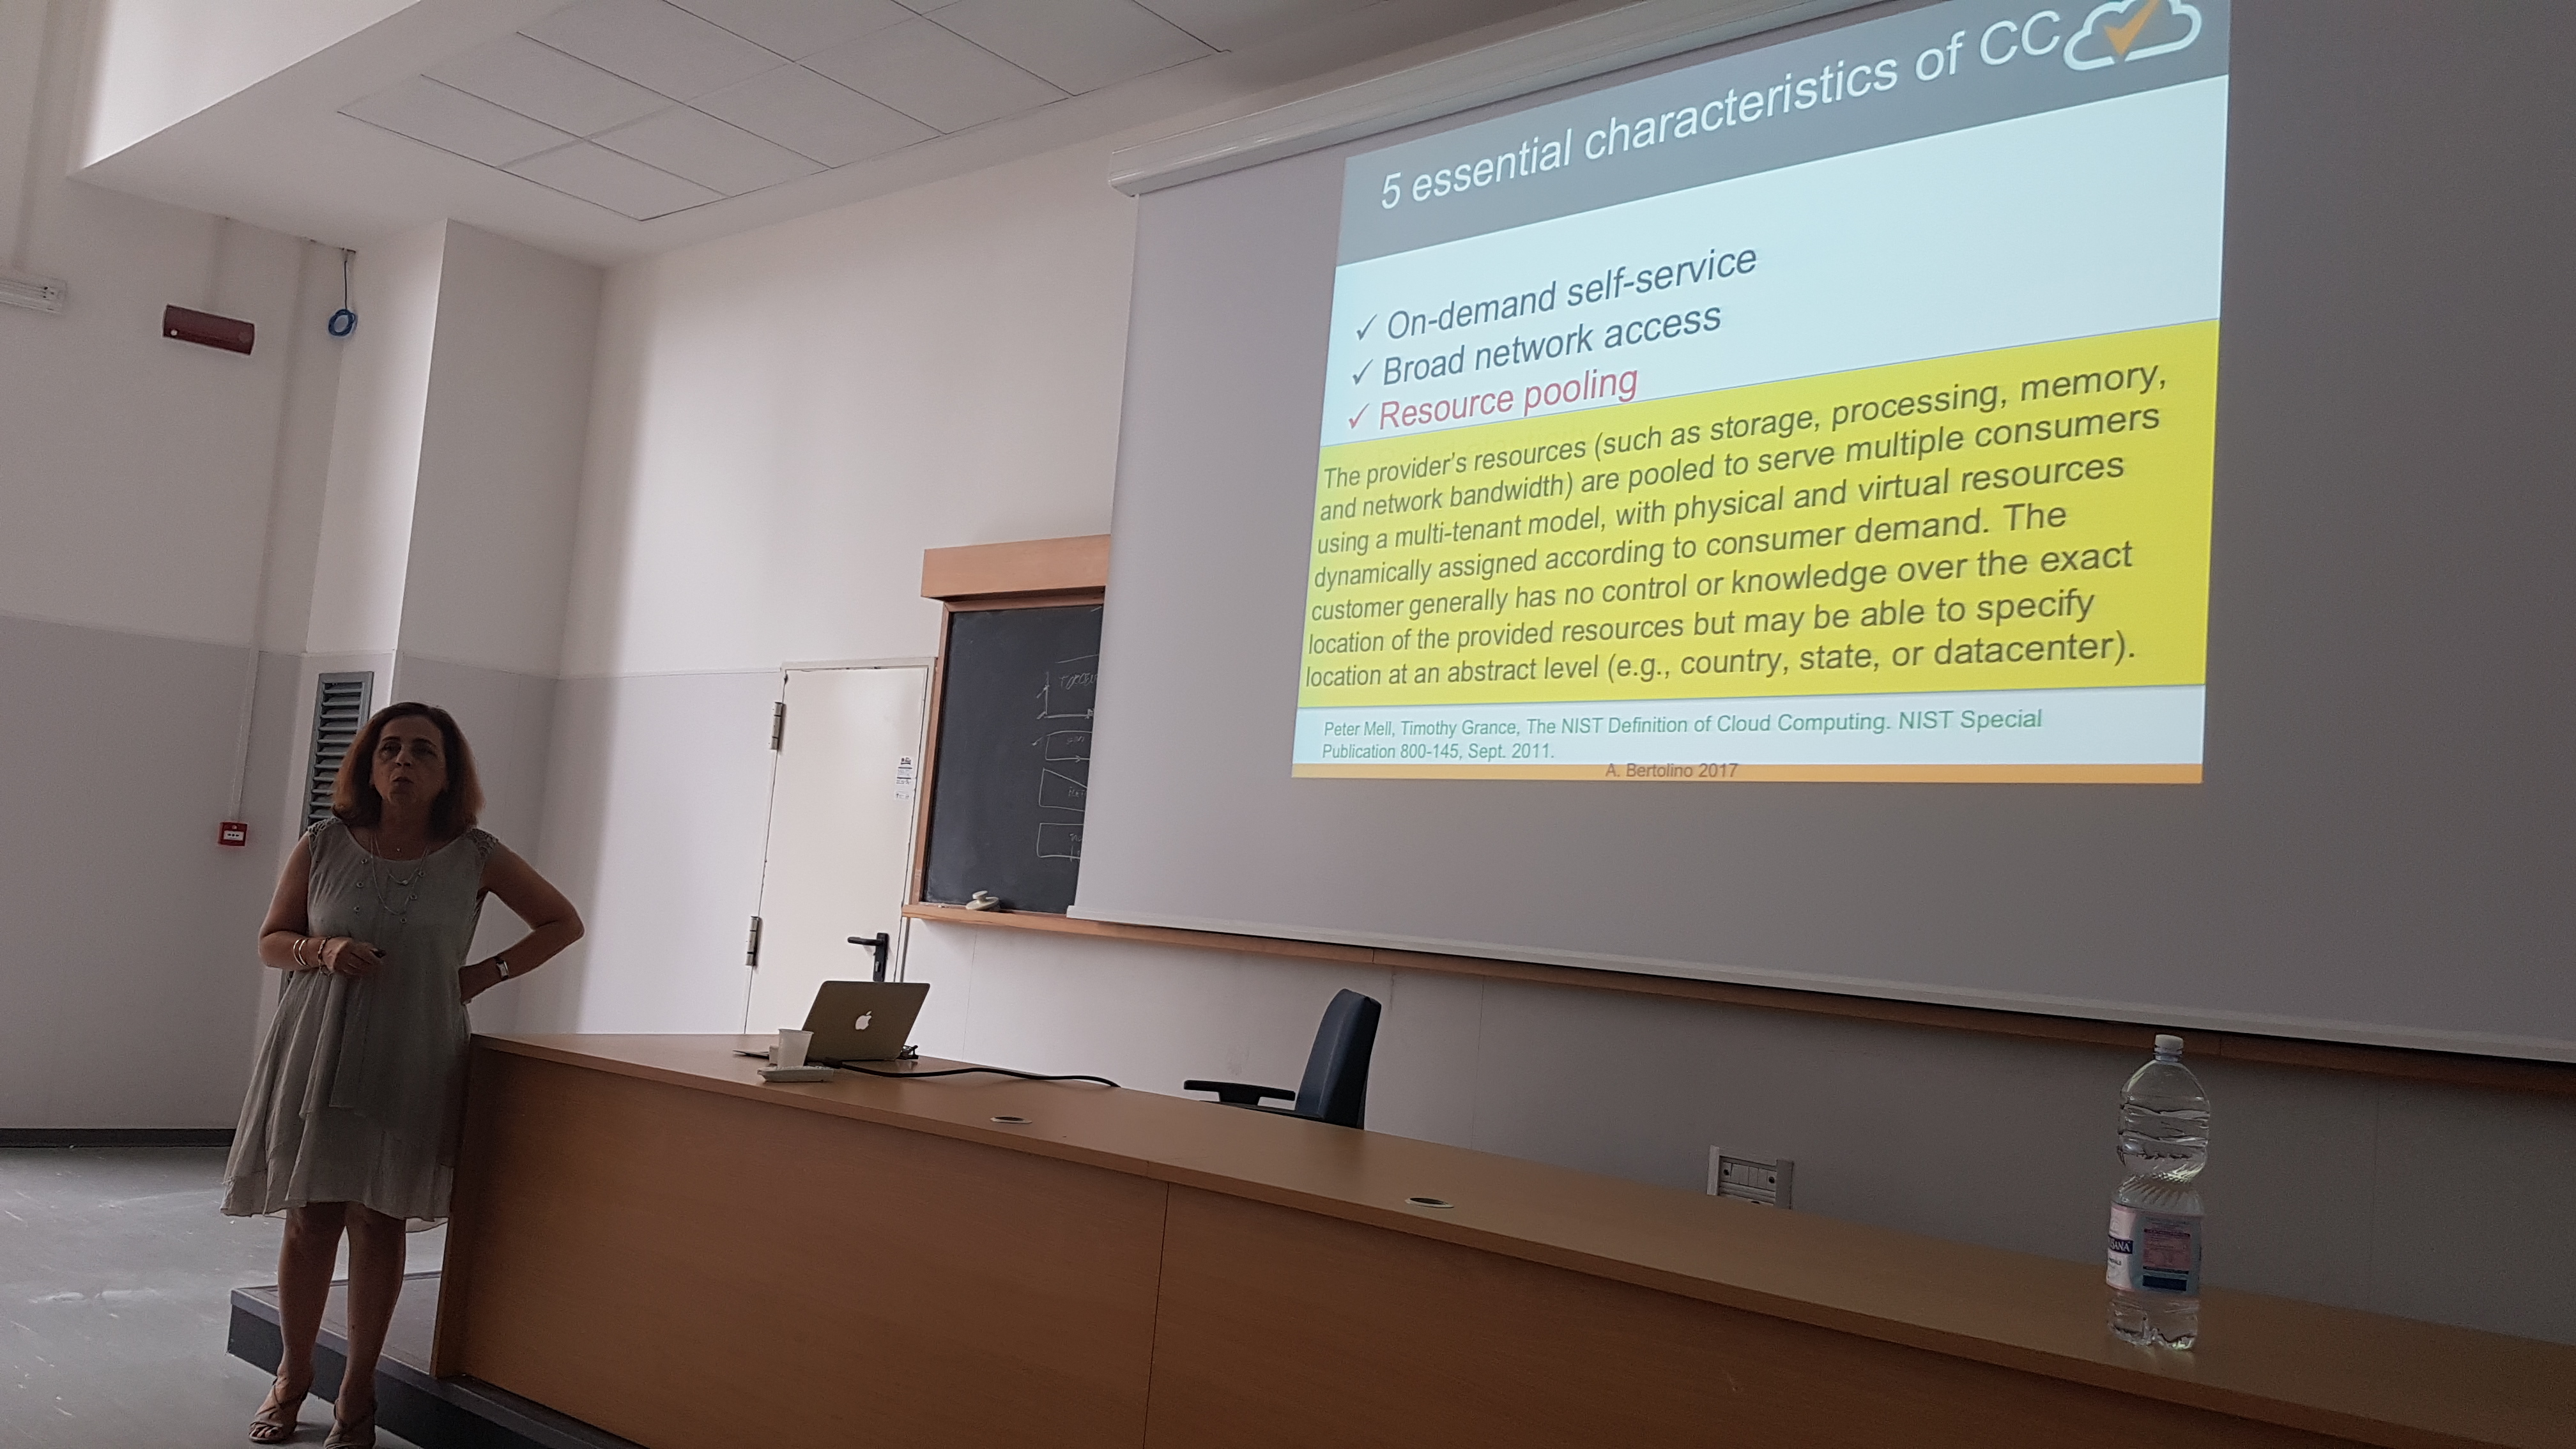 5 essential characteristics of CC
✓ On-demand self-service
✓ Broad network access
✓ Resource pooling
The provider's resources (such as storage, processing, memory,
and network bandwidth) are pooled to serve multiple consumers
using a multi-tenant model, with physical and virtual resources
dynamically assigned according to consumer demand. The
customer generally has no control or knowledge over the exact
location of the provided resources but may be able to specify
location at an abstract level (e.g., country, state, or datacenter).
Peter Mell, Timothy Grance, The NIST Definition of Cloud Computing. NIST Special
Publication 800-145, Sept. 2011.
A. Bertolino 2017